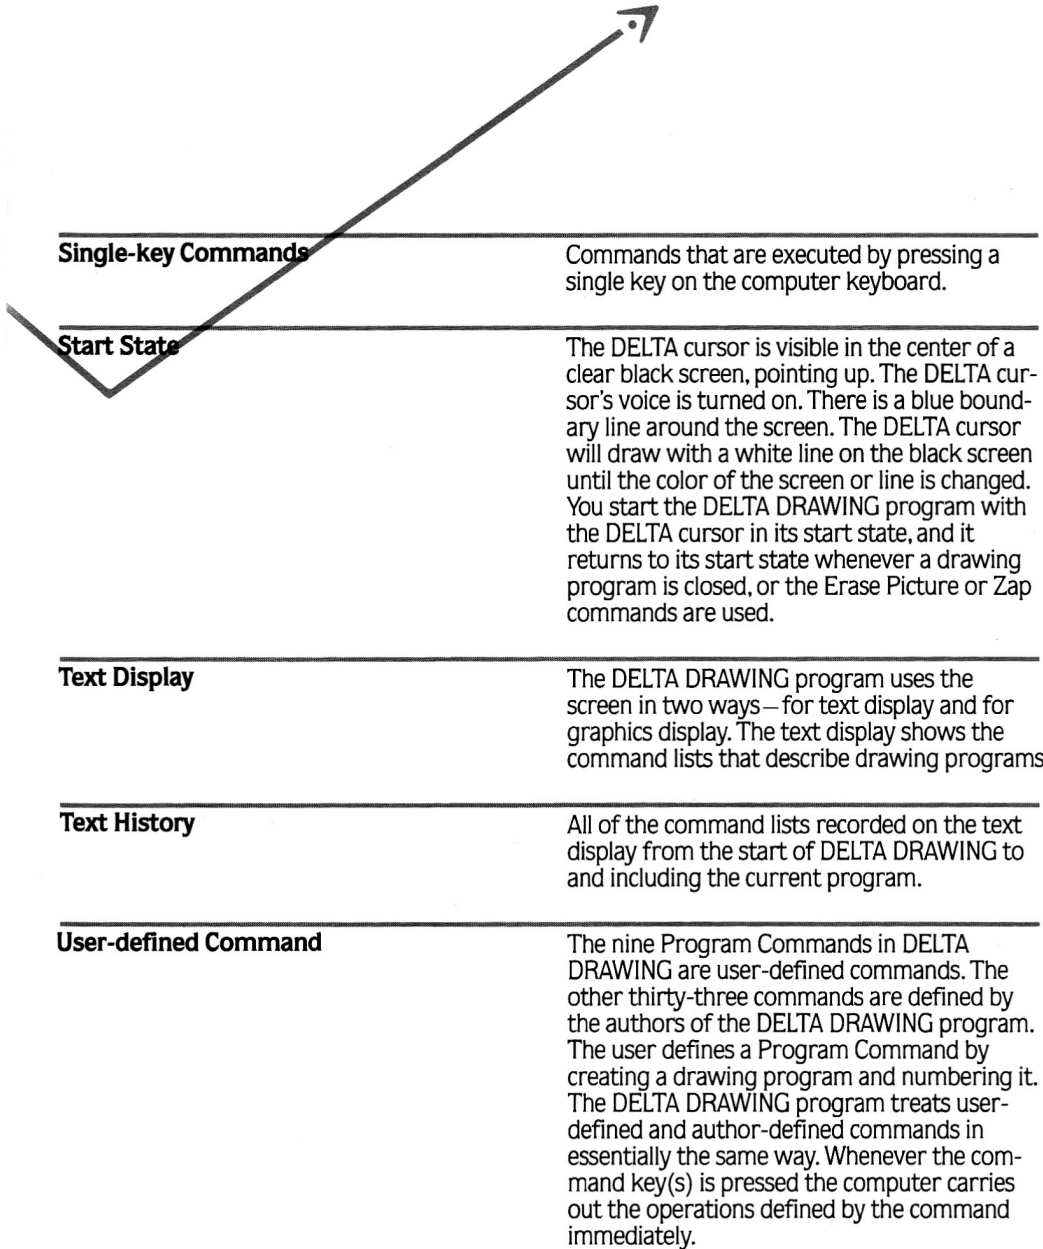 Single-key Commands
Commands that are executed by pressing a
single key on the computer keyboard.
Start State
The DELTA cursor is visible in the center of a
clear black screen, pointing up. The DELTA cur-
sor's voice is turned on. There is a blue bound-
ary line around the screen. The DELTA cursor
will draw with a white line on the black screen
until the color of the screen or line is changed.
You start the DELTA DRAWING program with
the DELTA cursor in its start state, and it
returns to its start state whenever a drawing
program is closed, or the Erase Picture or Zap
commands are used.
Text Display
The DELTA DRAWING program uses the
screen in two ways—for text display and for
graphics display. The text display shows the
command lists that describe drawing programs
Text History
All of the command lists recorded on the text
display from the start of DELTA DRAWING to
and including the current program.
User-defined Command
The nine Program Commands in DELTA
DRAWING are user-defined commands. The
other thirty-three commands are defined by
the authors of the DELTA DRAWING program.
The user defines a Program Command by
creating a drawing program and numbering it.
The DELTA DRAWING program treats user-
defined and author-defined commands in
essentially the same way. Whenever the com-
mand key(s) is pressed the computer carries
out the operations defined by the command
immediately.